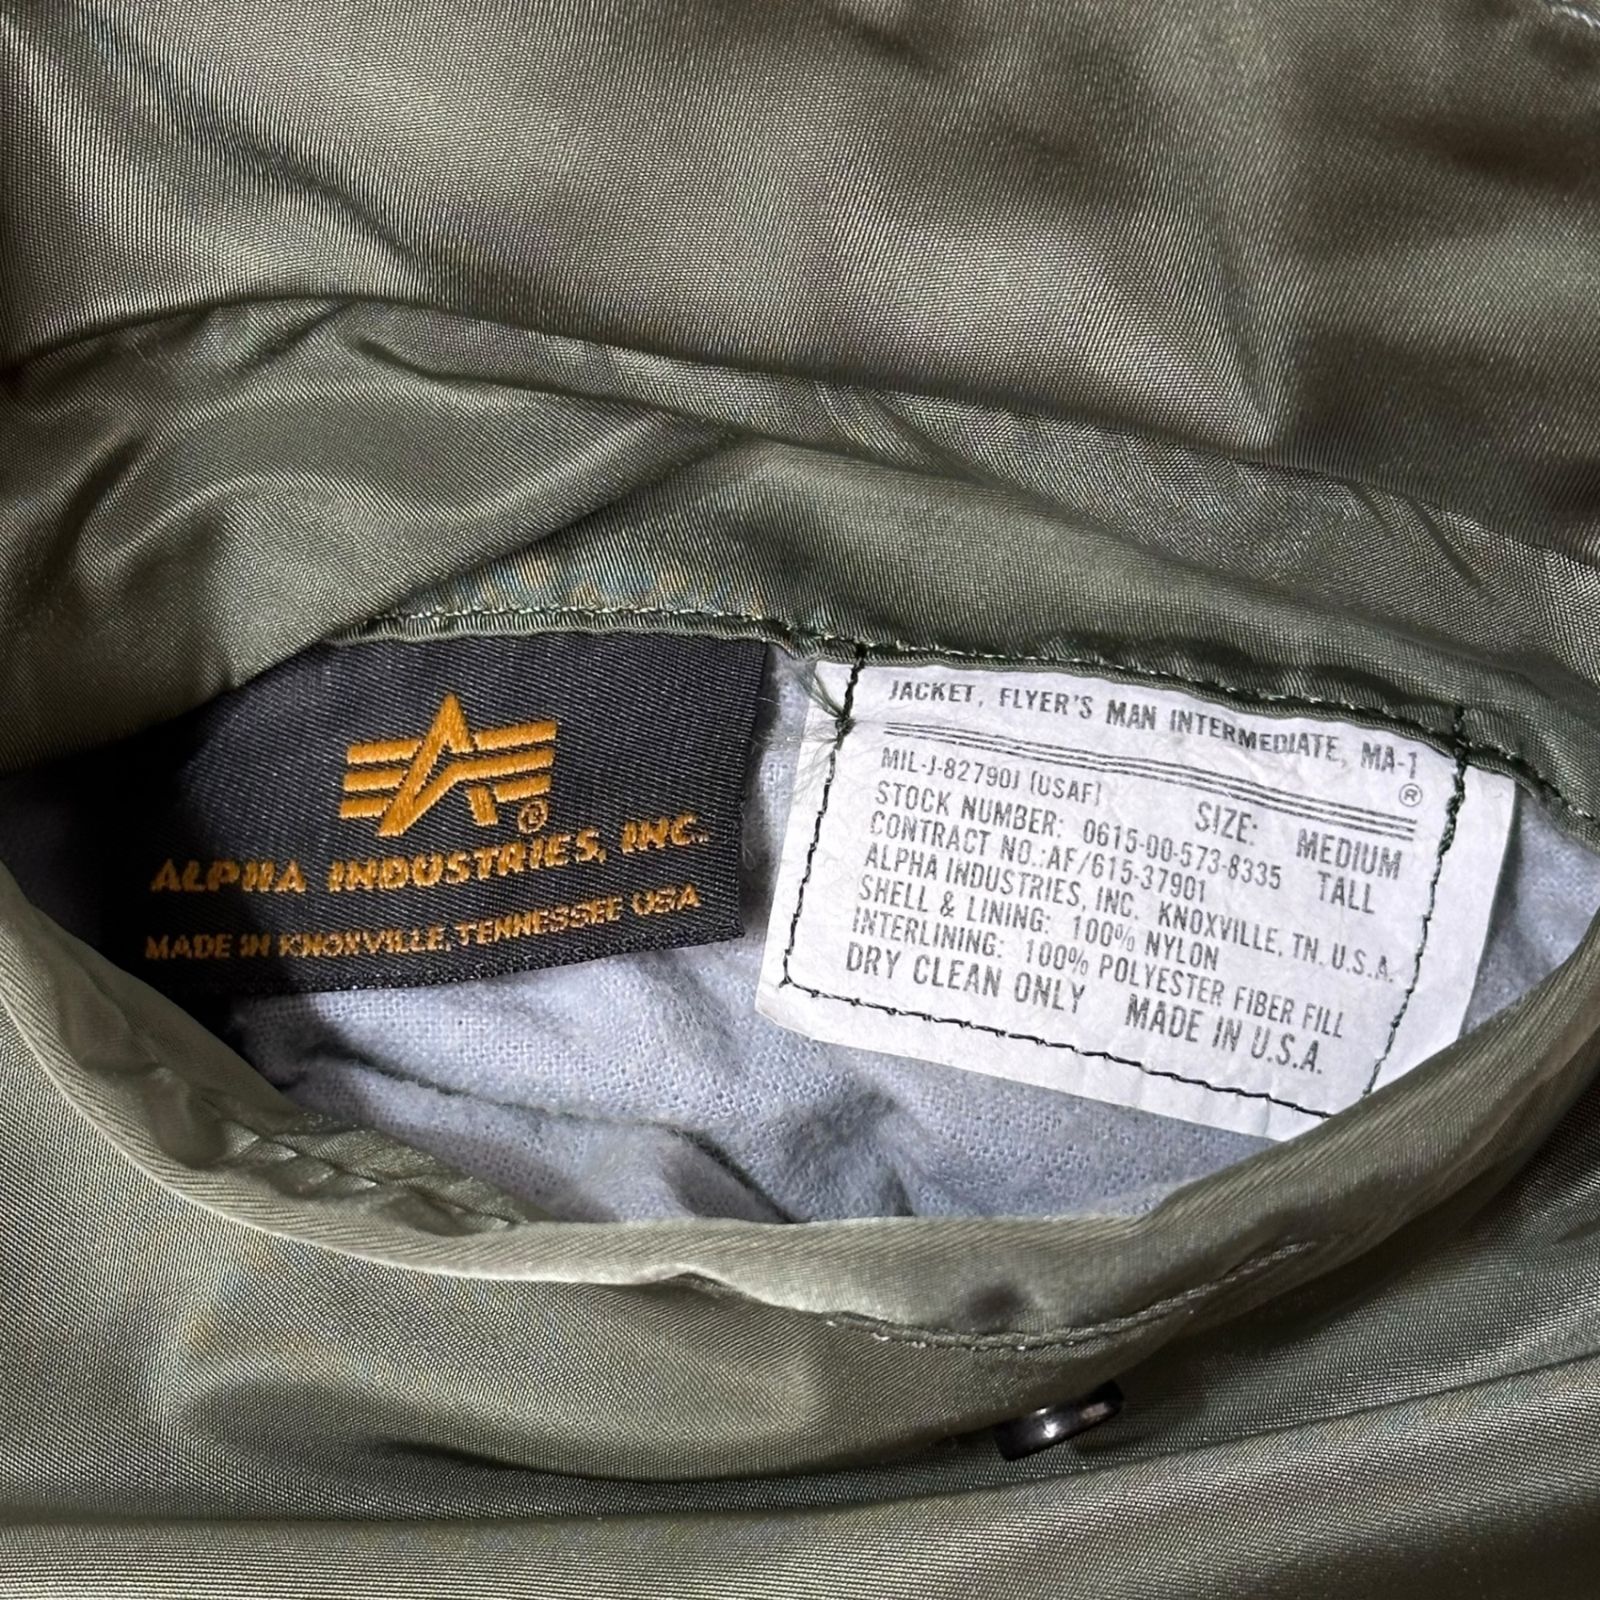 ALPHA INDUSTRIES, INC.
MADE IN KNOXVILLE, TENNESSEE USA
JACKET, FLYER'S MAN INTERMEDIATE, MA-1
®
MIL-J-82790J (USAF)
SIZE: MEDIUM
TALL
STOCK NUMBER: 0615-00-573-8335
CONTRACT NO.:AF/615-37901
ALPHA INDUSTRIES, INC. KNOXVILLE, TN. U.S.A.
SHELL & LINING: 100% NYLON
INTERLINING: 100% POLYESTER FIBER FILL
DRY CLEAN ONLY MADE IN U.S.A.